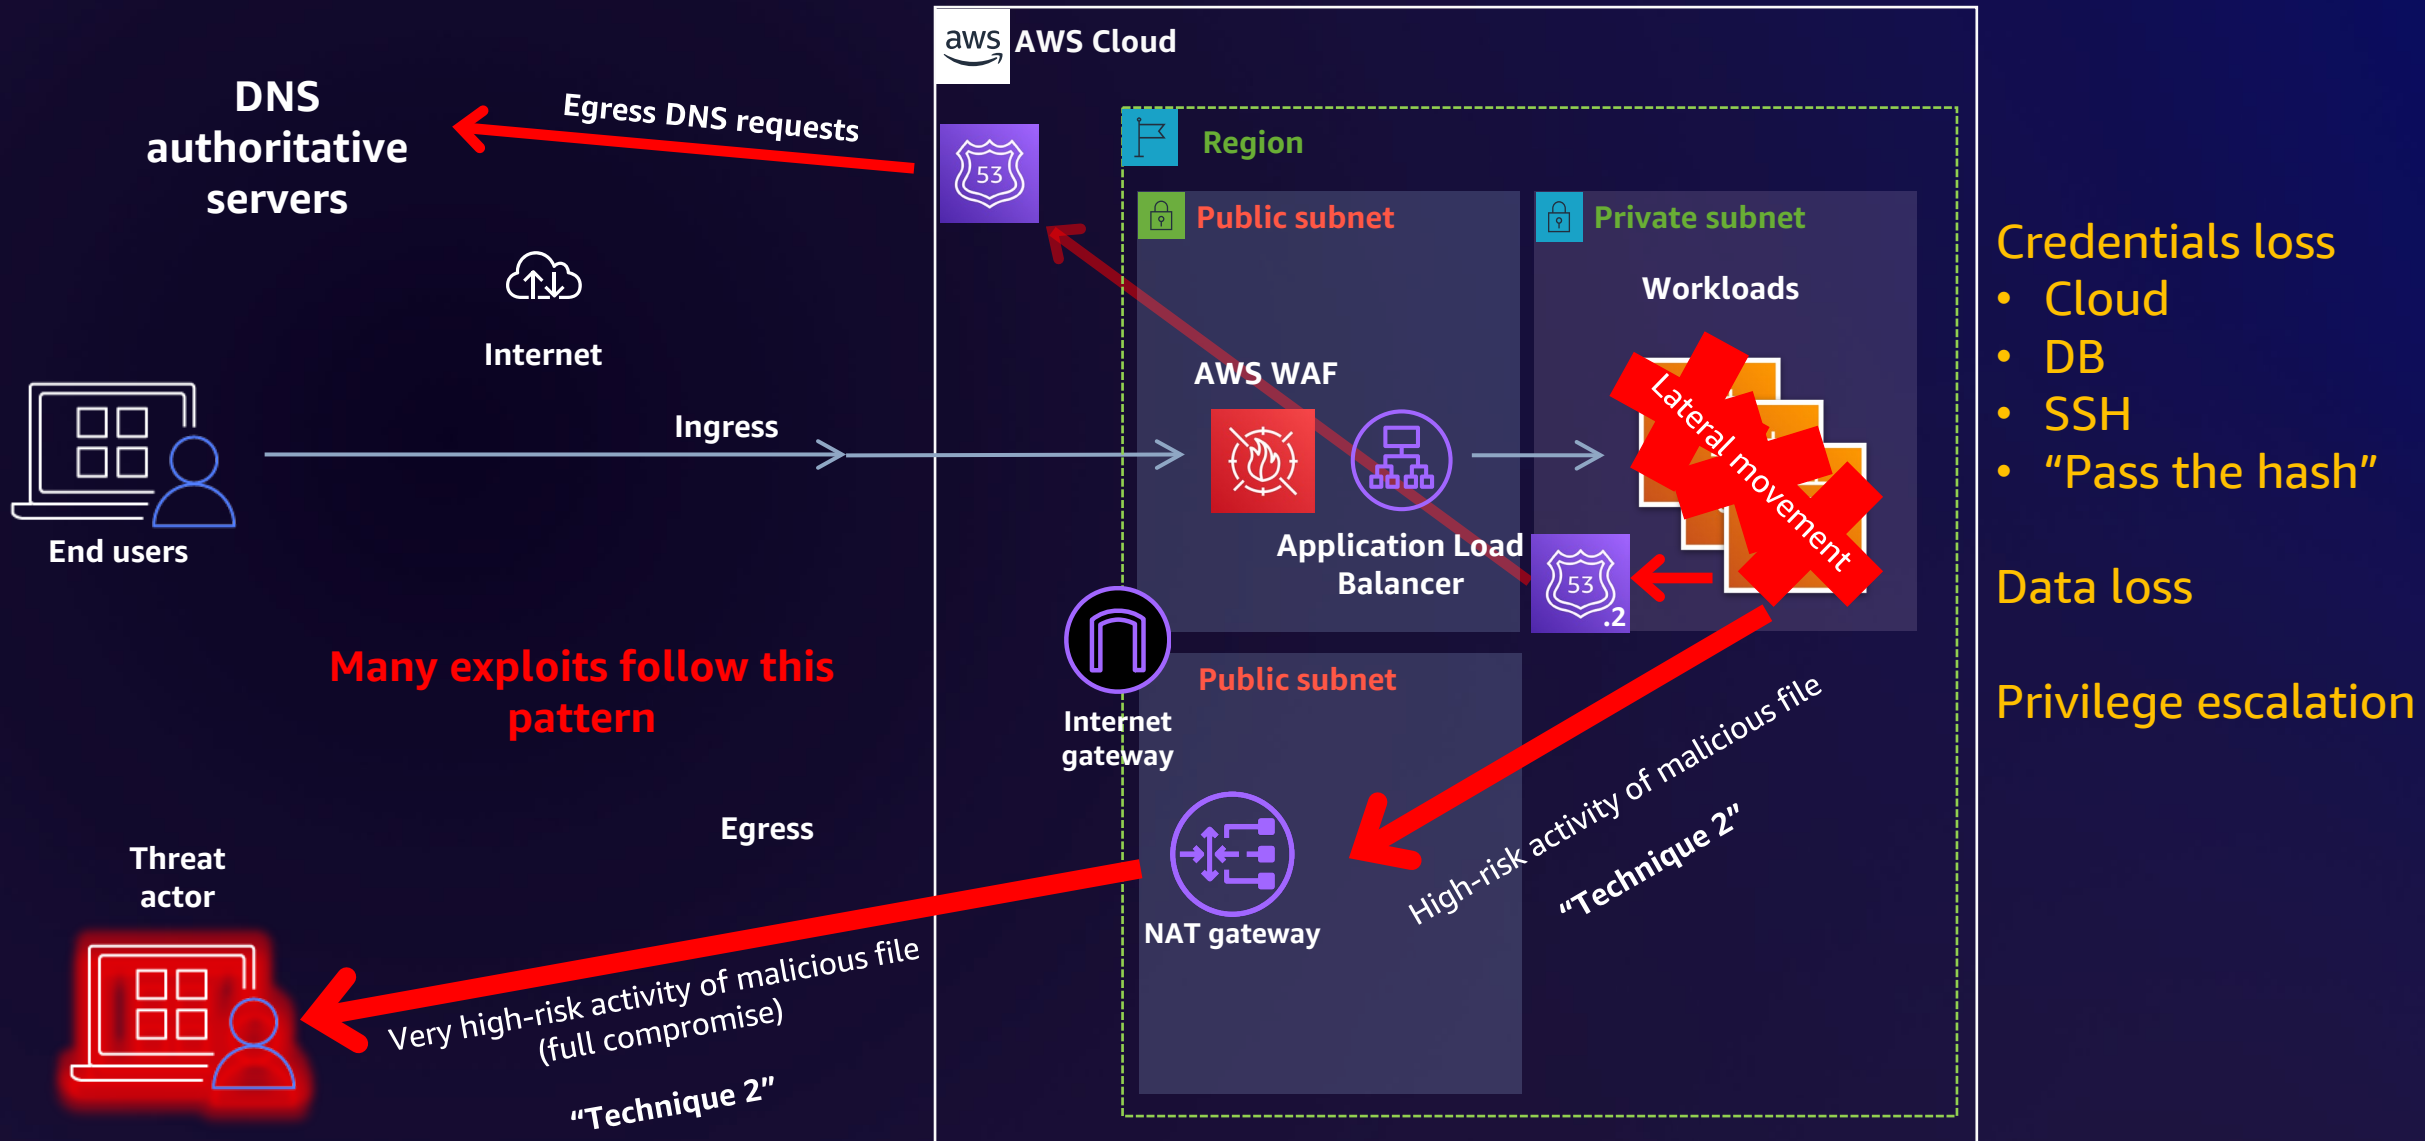 aws
AWS Cloud
DNS
authoritative
servers
Egress DNS requests
53
Region
Public subnet
Private subnet
Workloads
Internet
AWS WAF
Ingress
End users
Application Load
Balancer
Lateral movement
53
.2
Credentials loss
• Cloud
• DB
• SSH
• “Pass the hash”
Data loss
Privilege escalation
Many exploits follow this
pattern
Internet
gateway
Public subnet
High-risk activity of malicious file
“Technique 2”
Egress
NAT gateway
Threat
actor
Very high-risk activity of malicious file
(full compromise)
“Technique 2”